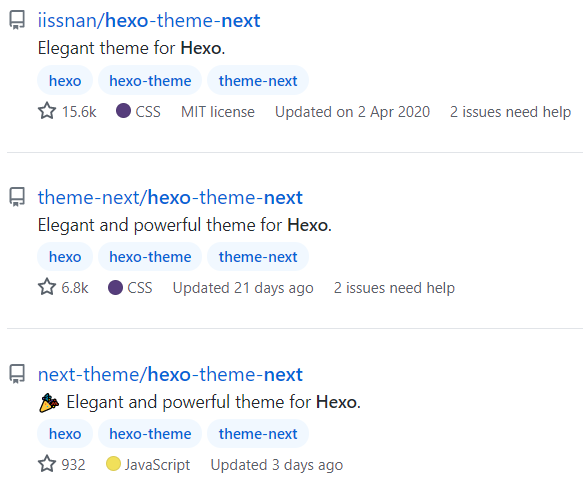 iissnan/hexo-theme-next
Elegant theme for Hexo.
hexo hexo-theme theme-next
15.6k CSS MIT license Updated on 2 Apr 2020 2 issues need help
theme-next/hexo-theme-next
Elegant and powerful theme for Hexo.
hexo hexo-theme theme-next
6.8k CSS Updated 21 days ago 2 issues need help
next-theme/hexo-theme-next
🎉 Elegant and powerful theme for Hexo.
hexo hexo-theme theme-next
932 JavaScript Updated 3 days ago